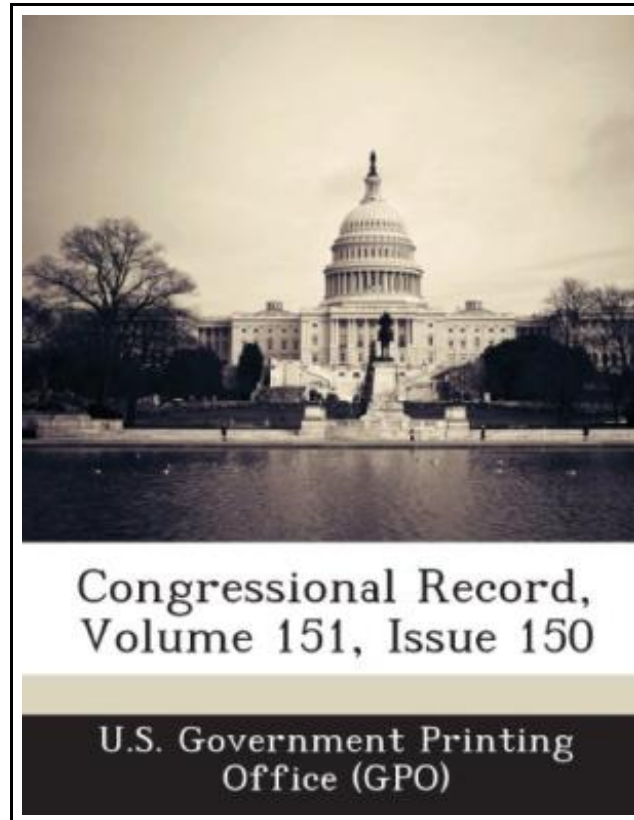 Congressional Record,
Volume 151, Issue 150
U.S. Government Printing
Office (GPO)